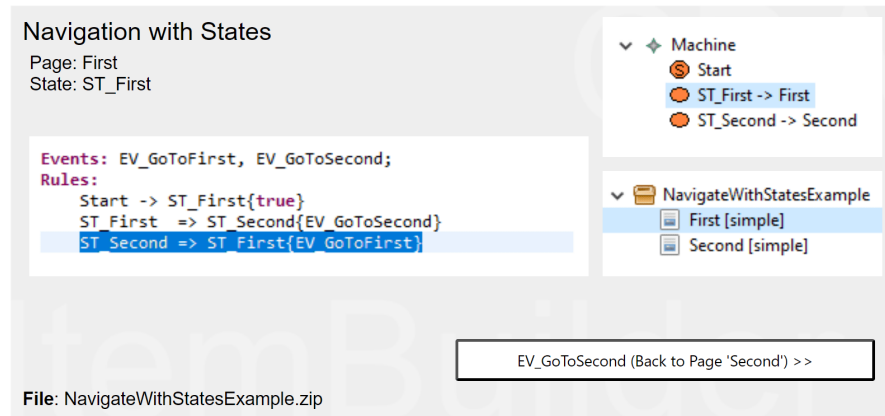 Navigation with States
Page: First
State: ST_First
Machine
S Start
ST_First -> First
ST_Second -> Second
Events: EV_GoToFirst, EV_GoToSecond;
Rules:
Start -> ST_First{true}
ST_First => ST_Second{EV_GoToSecond}
ST_Second => ST_First{EV_GoToFirst}
NavigateWithStatesExample
First [simple]
Second [simple]
ItemBuilder
EV_GoToSecond (Back to Page 'Second') >>
File: NavigateWithStatesExample.zip